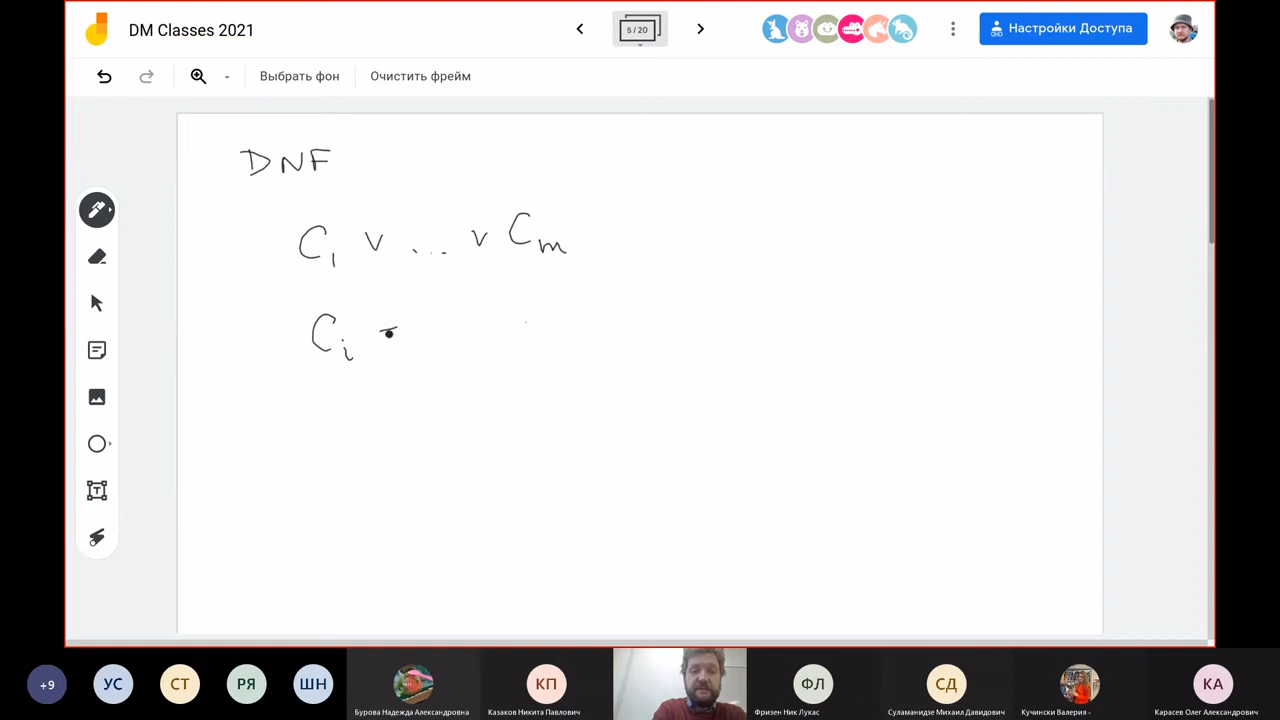 DM Classes 2021
5 / 20
Настройки Доступа
Выбрать фон
Очистить фрейм
DNF
C₁ ∨ ... ∨ Cₘ
Cᵢ =
+9
УС
СТ
РЯ
ШН
Бурова Надежда Александровна
КП
Казаков Никита Павлович
ФЛ
Фризен Ник Лукас
СД
Суламанидзе Михаил Давидович
Кучински Валерия -
КА
Карасев Олег Александрович